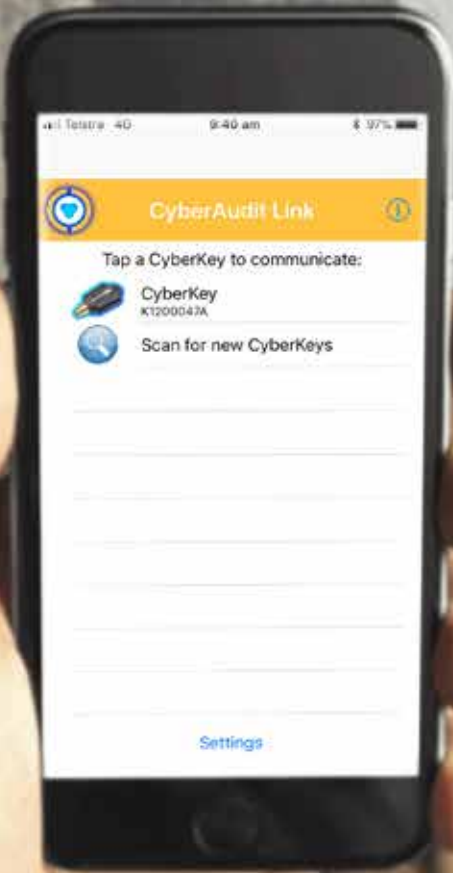 Telstra 4G 9:40 am 97%
CyberAudit Link
Tap a CyberKey to communicate:
CyberKey
K1200047A
Scan for new CyberKeys
Settings